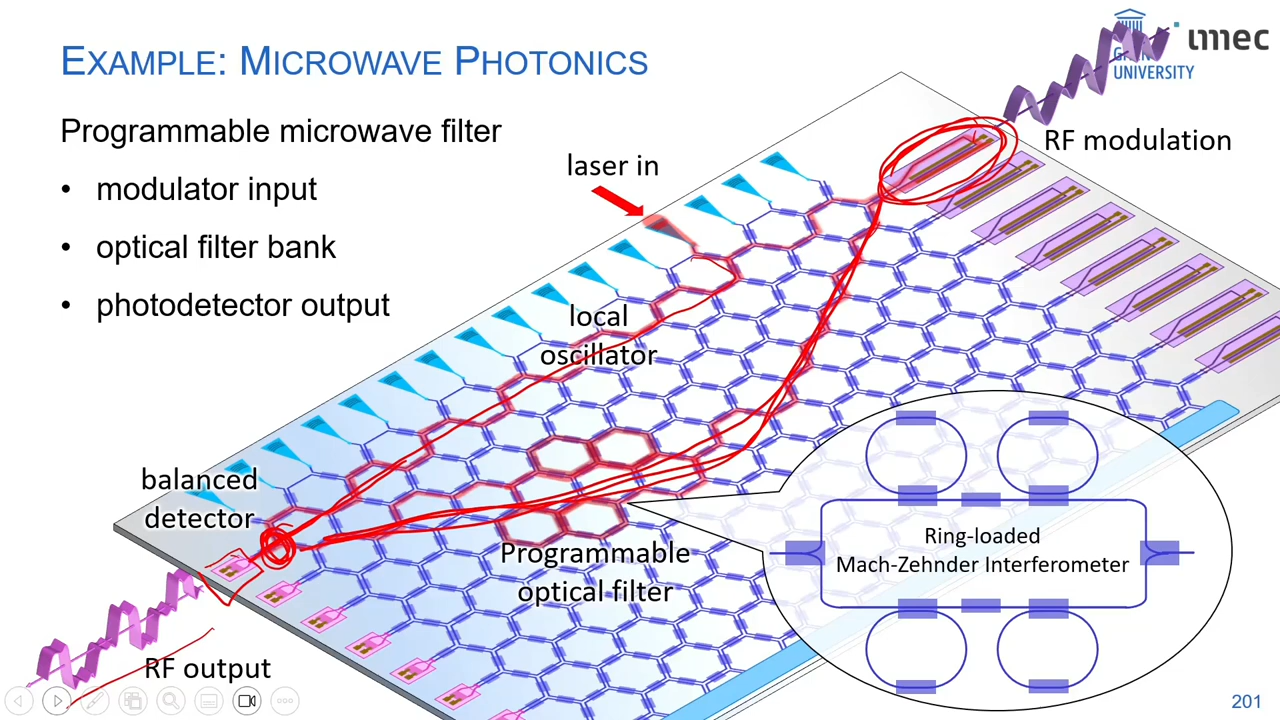 EXAMPLE: MICROWAVE PHOTONICS
Programmable microwave filter
• modulator input
• optical filter bank
• photodetector output
laser in
RF modulation
local
oscillator
balanced
detector
Programmable
optical filter
Ring-loaded
Mach-Zehnder Interferometer
RF output
imec
UNIVERSITY
201